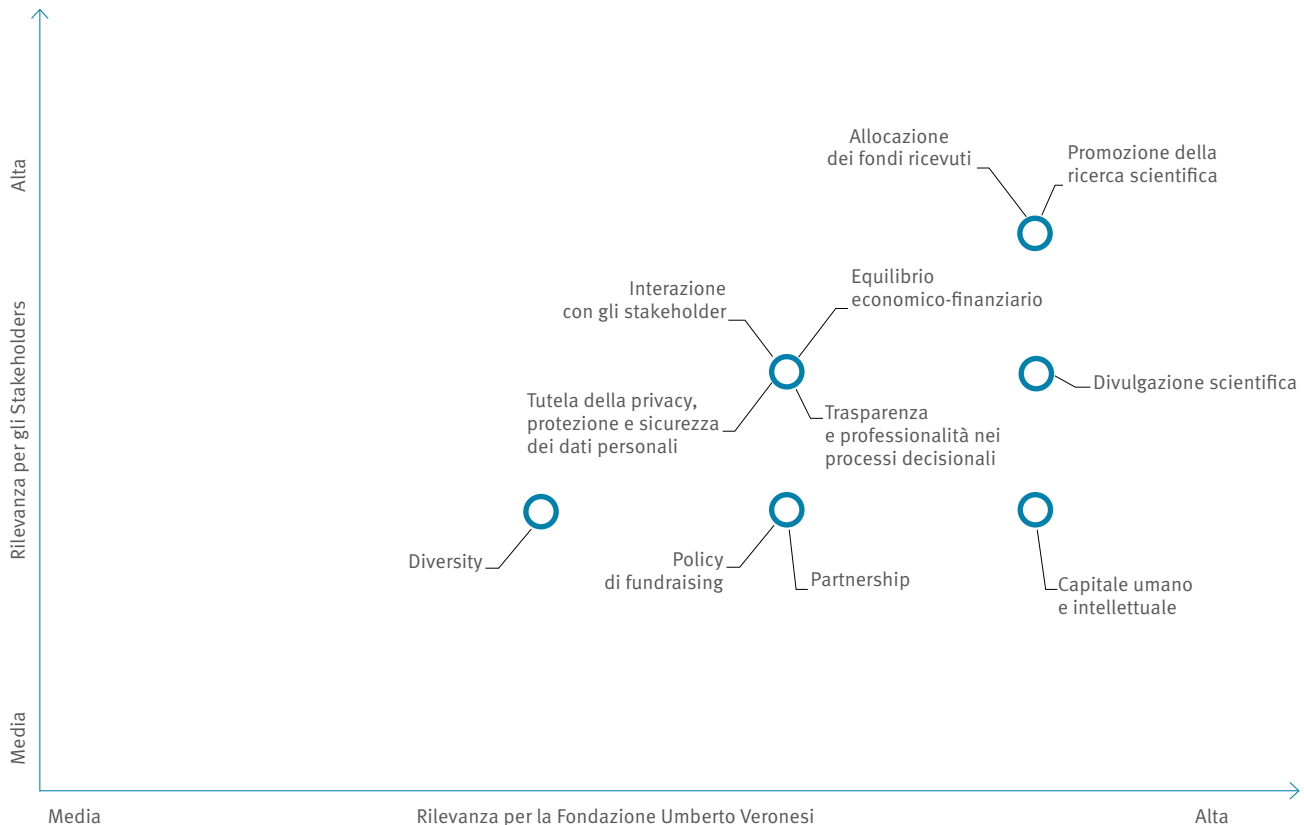 Alta
Rilevanza per gli Stakeholders
Media
Allocazione
dei fondi ricevuti
Promozione della
ricerca scientifica
Interazione
con gli stakeholder
Equilibrio
economico-finanziario
Divulgazione scientifica
Tutela della privacy,
protezione e sicurezza
dei dati personali
Trasparenza
e professionalità nei
processi decisionali
Diversity
Policy
di fundraising
Partnership
Capitale umano
e intellettuale
Media
Rilevanza per la Fondazione Umberto Veronesi
Alta